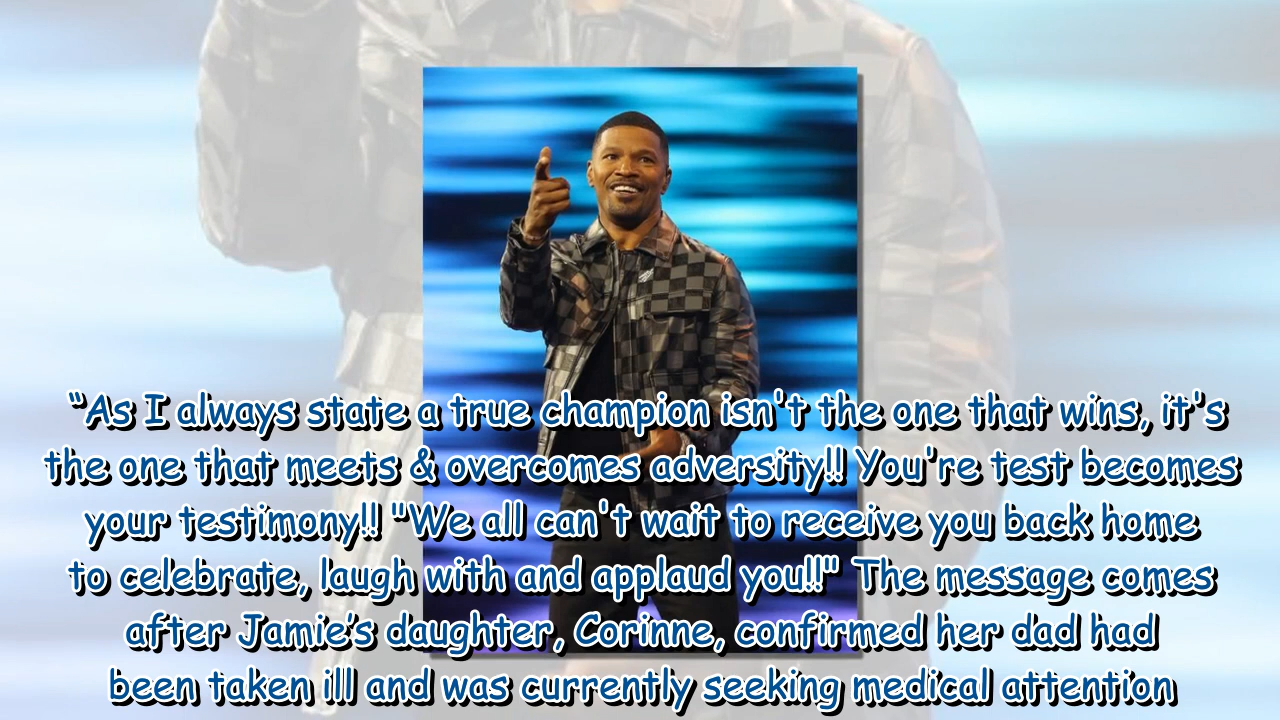 “As I always state a true champion isn't the one that wins, it's
the one that meets & overcomes adversity!! You're test becomes
your testimony!! "We all can't wait to receive you back home
to celebrate, laugh with and applaud you!!" The message comes
after Jamie’s daughter, Corinne, confirmed her dad had
been taken ill and was currently seeking medical attention